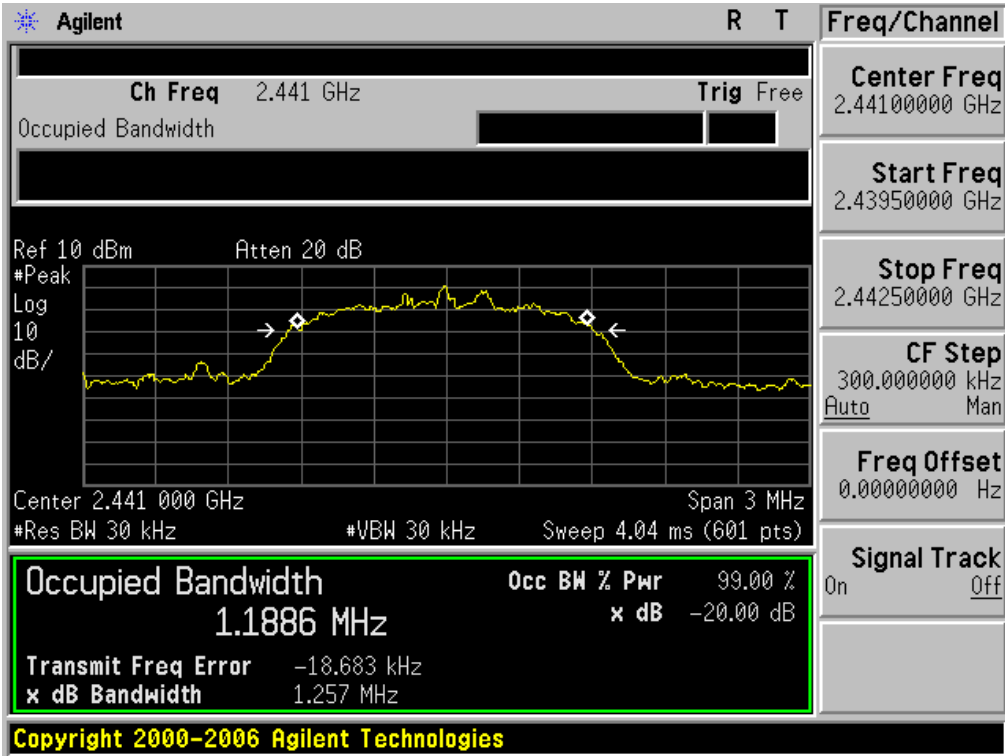 Agilent R T
Ch Freq 2.441 GHz Trig Free
Occupied Bandwidth
Ref 10 dBm Atten 20 dB
#Peak
Log
10
dB/
Center 2.441 000 GHz Span 3 MHz
#Res BW 30 kHz #VBW 30 kHz Sweep 4.04 ms (601 pts)
Occupied Bandwidth
1.1886 MHz
Occ BW % Pwr 99.00 %
x dB -20.00 dB
Transmit Freq Error -18.683 kHz
x dB Bandwidth 1.257 MHz
Copyright 2000-2006 Agilent Technologies
Freq/Channel
Center Freq
2.44100000 GHz
Start Freq
2.43950000 GHz
Stop Freq
2.44250000 GHz
CF Step
300.000000 kHz
Auto Man
Freq Offset
0.00000000 Hz
Signal Track
On Off